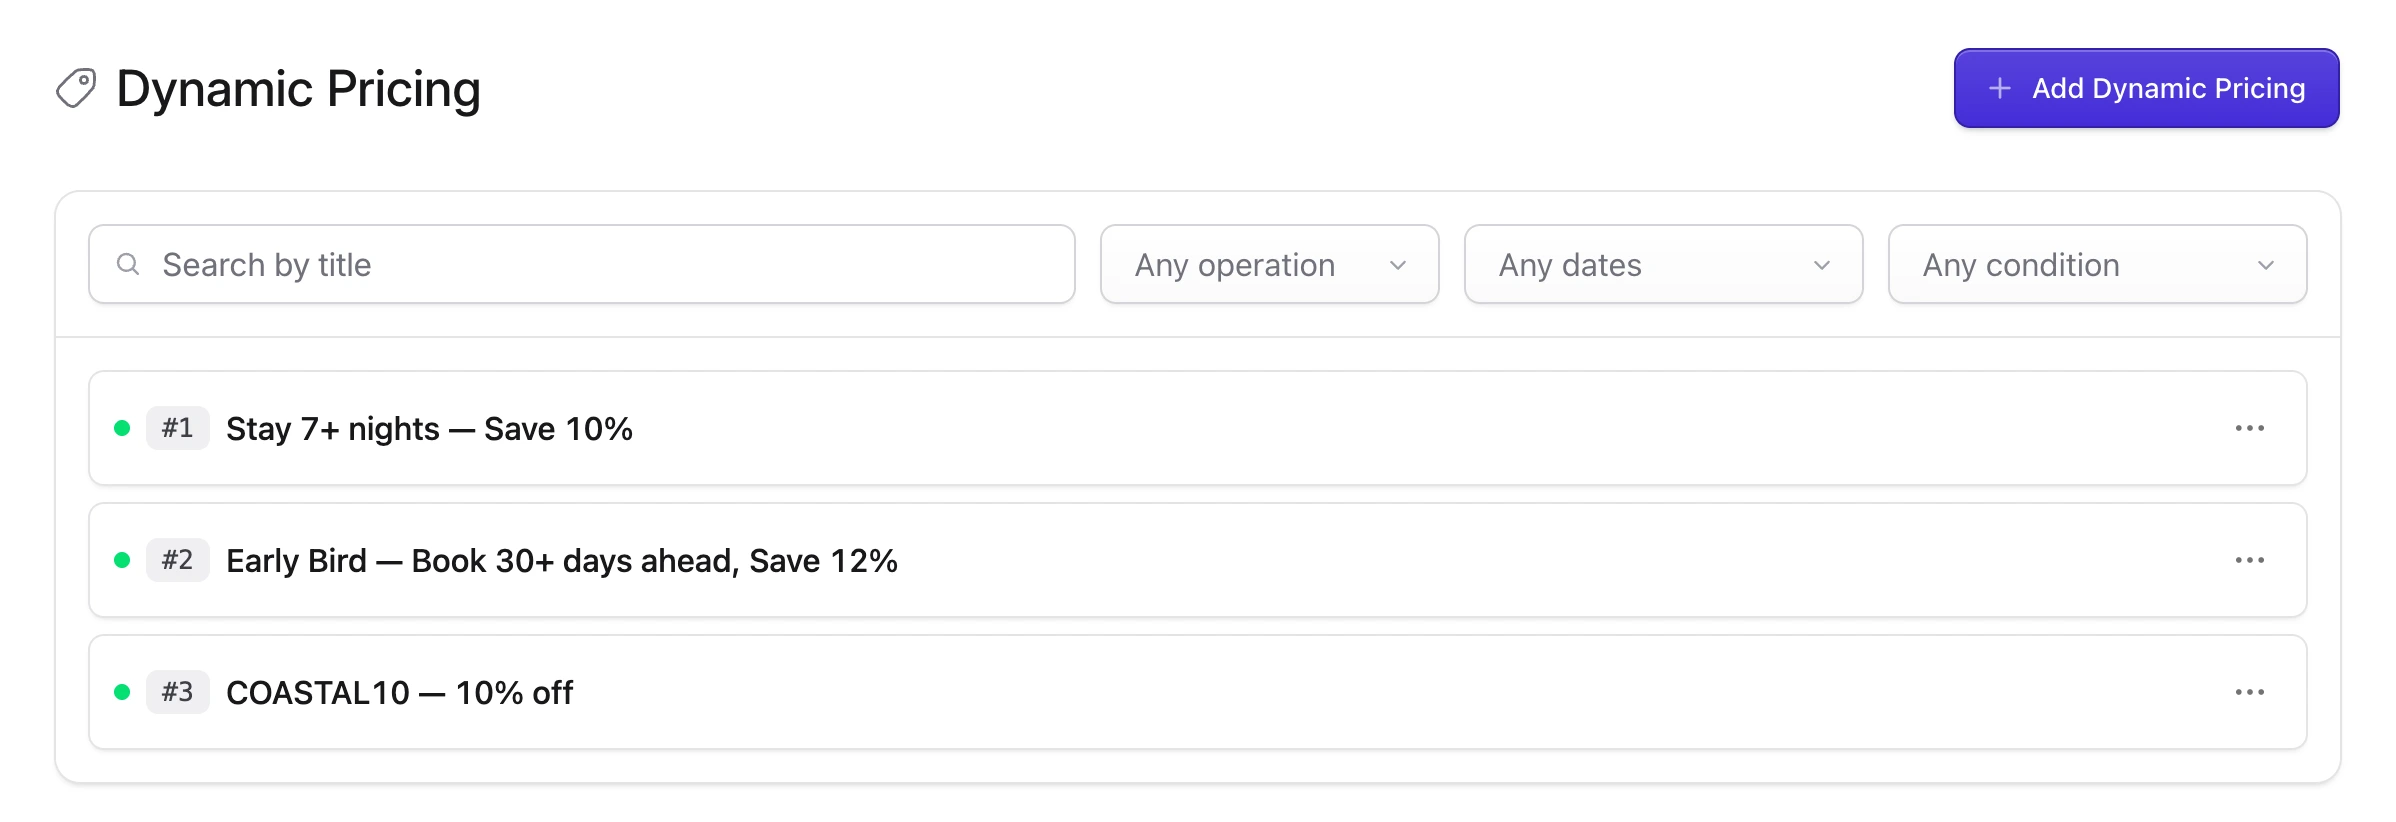 Dynamic Pricing
Add Dynamic Pricing
Search by title
Any operation
Any dates
Any condition
#1 Stay 7+ nights — Save 10%
#2 Early Bird — Book 30+ days ahead, Save 12%
#3 COASTAL10 — 10% off